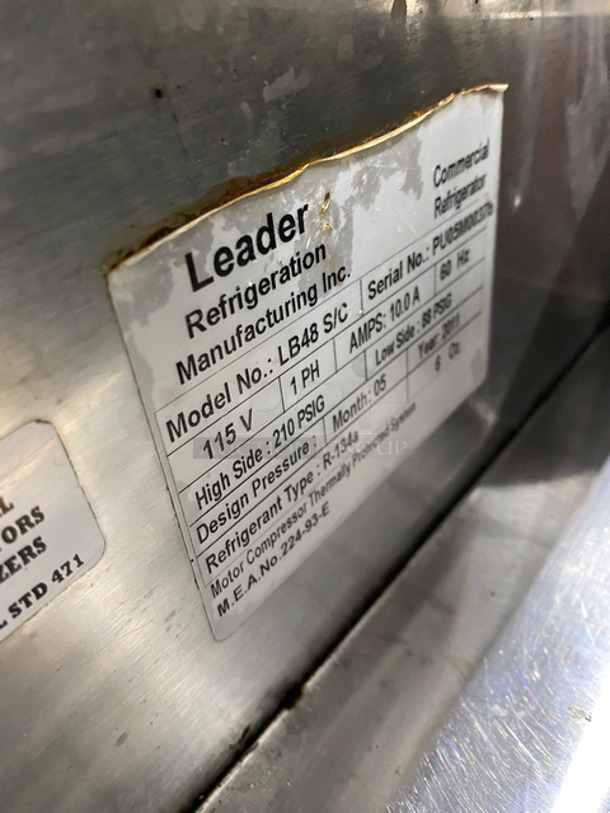 Leader
Refrigeration
Manufacturing Inc.
Commercial
Refrigerator
Model No.: LB48 S/C Serial No.: PU05M00337b
115 V 1 PH AMPS: 10.0 A 60 Hz
High Side : 210 PSIG Low Side : 88 PSIG
Design Pressure: Month: 05 Year: 2011
Refrigerant Type : R-134a 6 Oz.
Motor Compressor Thermally Protected System
M.E.A.No.224-93-E
ORS
ZERS
STD 471
GROUP